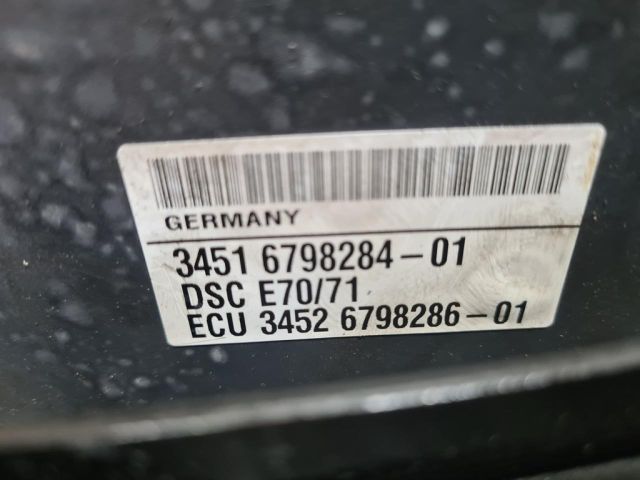 GERMANY
3451 6798284-01
DSC E70/71
ECU 3452 6798286-01